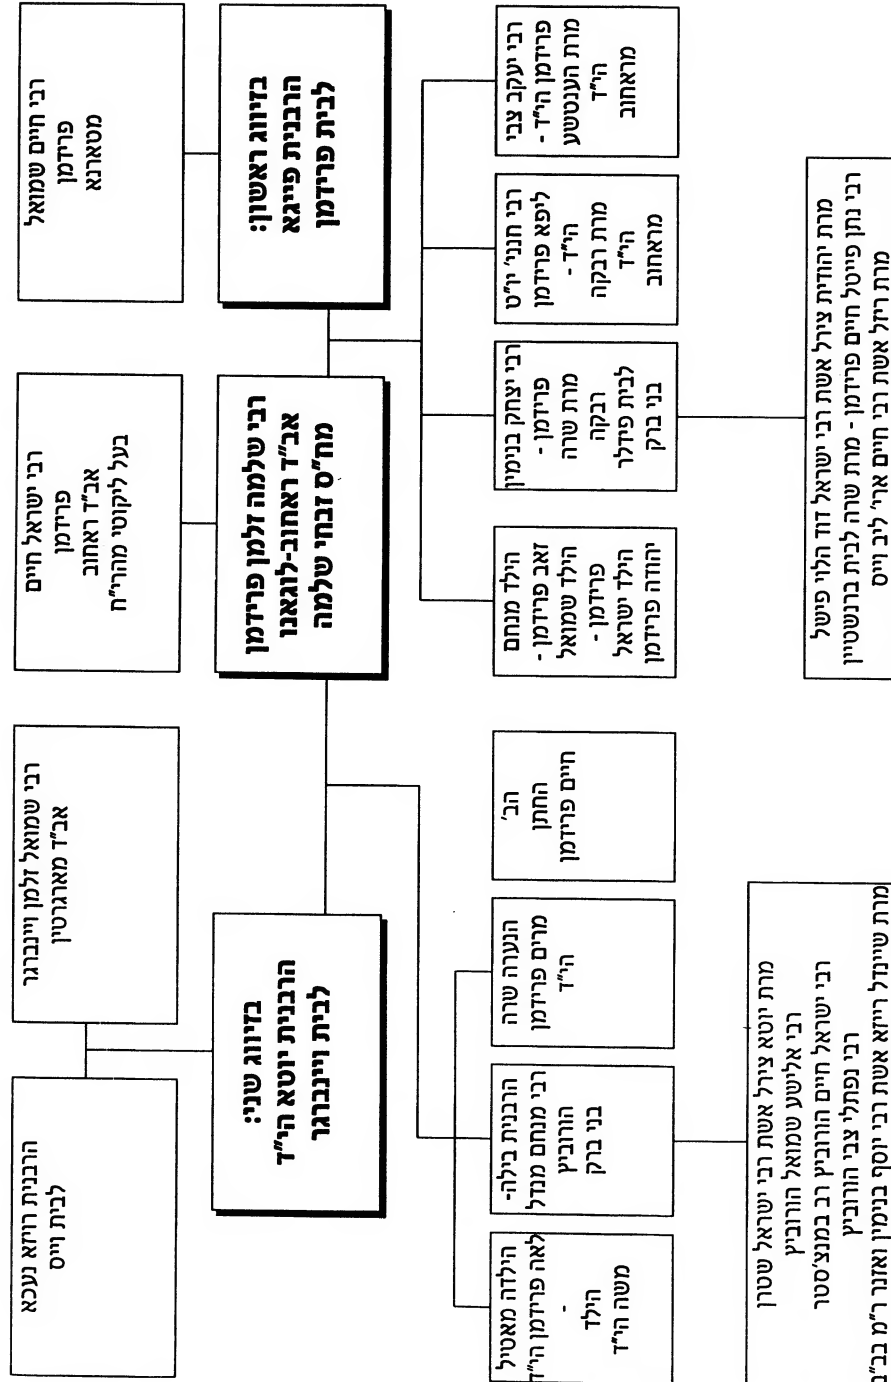 רבי חיים שמואל
פרידמן
מטארנא
רבי ישראל חיים
פרידמן
אב״ד ראחוב
בעל ליקוטי מהרי״ח
רבי שמואל זלמן ויינברגר
אב״ד מארגרטין
הרבנית רויזא נעכא
לבית וייס
בזיווג ראשון:
הרבנית פייגא
לבית פרידמן
רבי שלמה זלמן פרידמן
אב״ד ראחוב-לוגאנו
מח״ס זבחי שלמה
בזיווג שני:
הרבנית יוטא הי״ד
לבית ויינברגר
רבי יעקב צבי
פרידמן הי״ד -
מרת הענטשע
הי״ד
מראחוב
רבי חנני׳ יו״ט
ליפא פרידמן
הי״ד -
מרת רבקה
הי״ד
מראחוב
רבי יצחק בנימין
פרידמן -
מרת שרה
רבקה
לבית פידלר
בני ברק
הילד מנחם
זאב פרידמן -
הילד שמואל
פרידמן -
הילד ישראל
יהודה פרידמן
הב׳
החתן
חיים פרידמן
הנערה שרה
מרים פרידמן
הי״ד
הרבנית בילה-
רבי מנחם מנדל
הורוביץ
בני ברק
הילדה מאטיל
לאה פרידמן הי״ד
-
הילד
משה הי״ד
מרת יהודית צירל אשת רבי ישראל דוד הלוי פישל
רבי נתן פייטל חיים פרידמן - מרת שרה לבית ברנשטיין
מרת רייזל אשת רבי חיים ארי׳ ליב וייס
מרת יוטא צירל אשת רבי ישראל שטרן
רבי אלישע שמואל הורוביץ
רבי ישראל חיים הורוביץ רב במנצ׳סטר
רבי נפתלי צבי הורוביץ
מרת שיינדל רייזא אשת רבי יוסף בנימין ואזנר ר״מ בב״ב